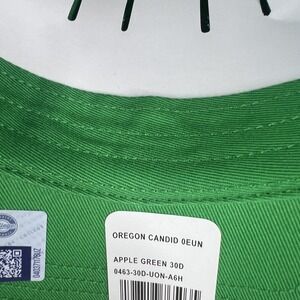 OREGON CANDID 0EUN
APPLE GREEN 30D
0463-30D-UON-A6H